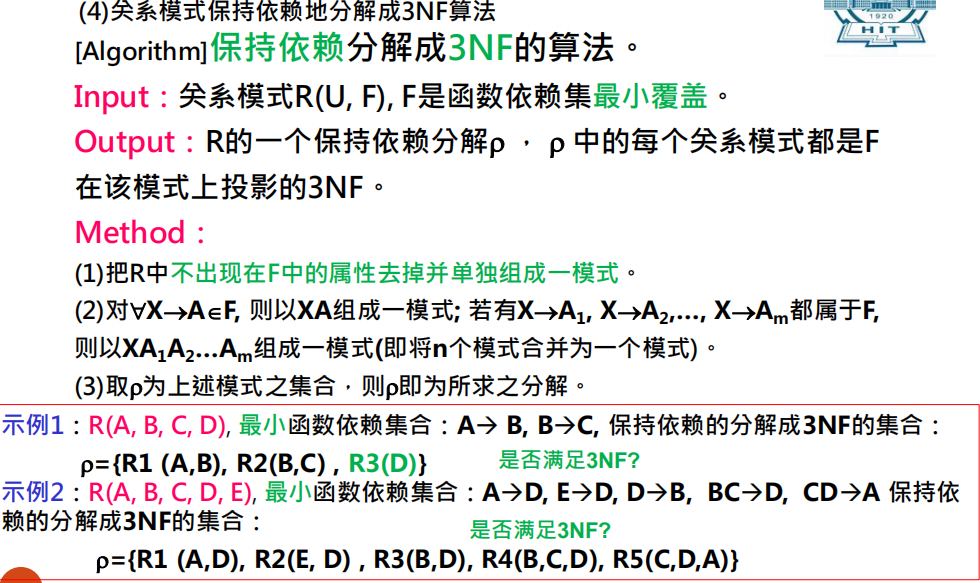 (4)关系模式保持依赖地分解成3NF算法
1920
HIT
[Algorithm]保持依赖分解成3NF的算法。
Input：关系模式R(U, F), F是函数依赖集最小覆盖。
Output：R的一个保持依赖分解ρ，ρ中的每个关系模式都是F
在该模式上投影的3NF。
Method：
(1)把R中不出现在F中的属性去掉并单独组成一模式。
(2)对∀X→A∈F, 则以XA组成一模式; 若有X→A₁, X→A₂,..., X→Aₘ都属于F,
则以XA₁A₂...Aₘ组成一模式(即将n个模式合并为一个模式)。
(3)取ρ为上述模式之集合，则ρ即为所求之分解。
示例1：R(A, B, C, D), 最小函数依赖集合：A→ B, B→C, 保持依赖的分解成3NF的集合：
ρ={R1 (A,B), R2(B,C) , R3(D)} 是否满足3NF?
示例2：R(A, B, C, D, E), 最小函数依赖集合：A→D, E→D, D→B, BC→D, CD→A 保持依
赖的分解成3NF的集合： 是否满足3NF?
ρ={R1 (A,D), R2(E, D) , R3(B,D), R4(B,C,D), R5(C,D,A)}